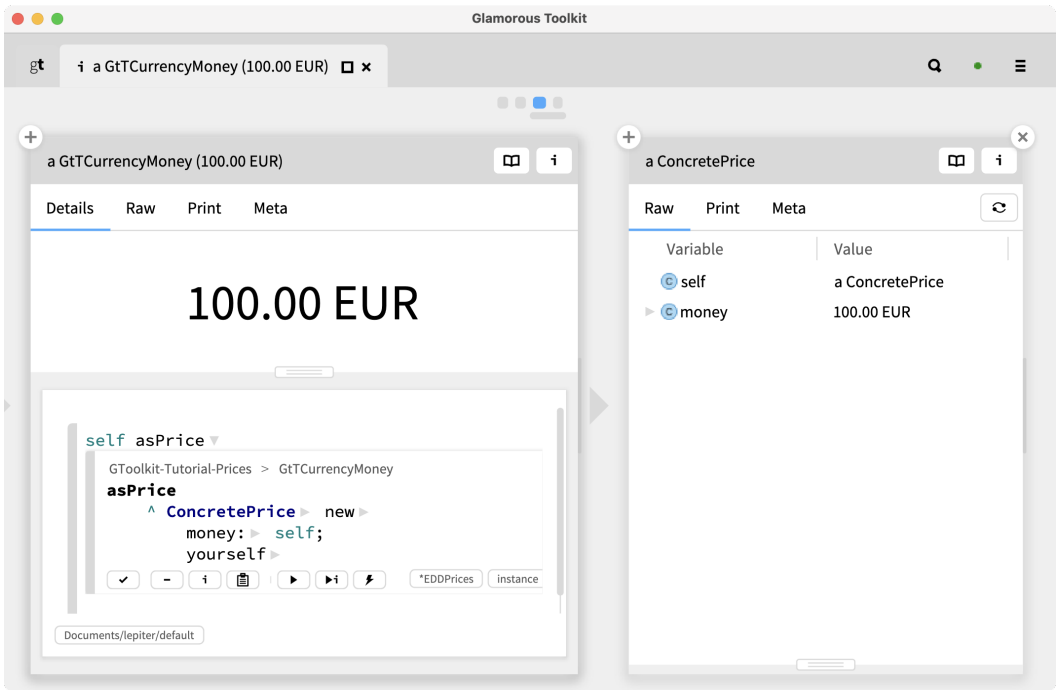 Glamorous Toolkit
gt
i a GtTCurrencyMoney (100.00 EUR)
a GtTCurrencyMoney (100.00 EUR)
i
Details Raw Print Meta
100.00 EUR
self asPrice
GToolkit-Tutorial-Prices > GtTCurrencyMoney
asPrice
^ ConcretePrice new
money: self;
yourself
i
i
*EDDPrices instance
Documents/lepiter/default
a ConcretePrice
i
Raw Print Meta
Variable Value
C self a ConcretePrice
C money 100.00 EUR